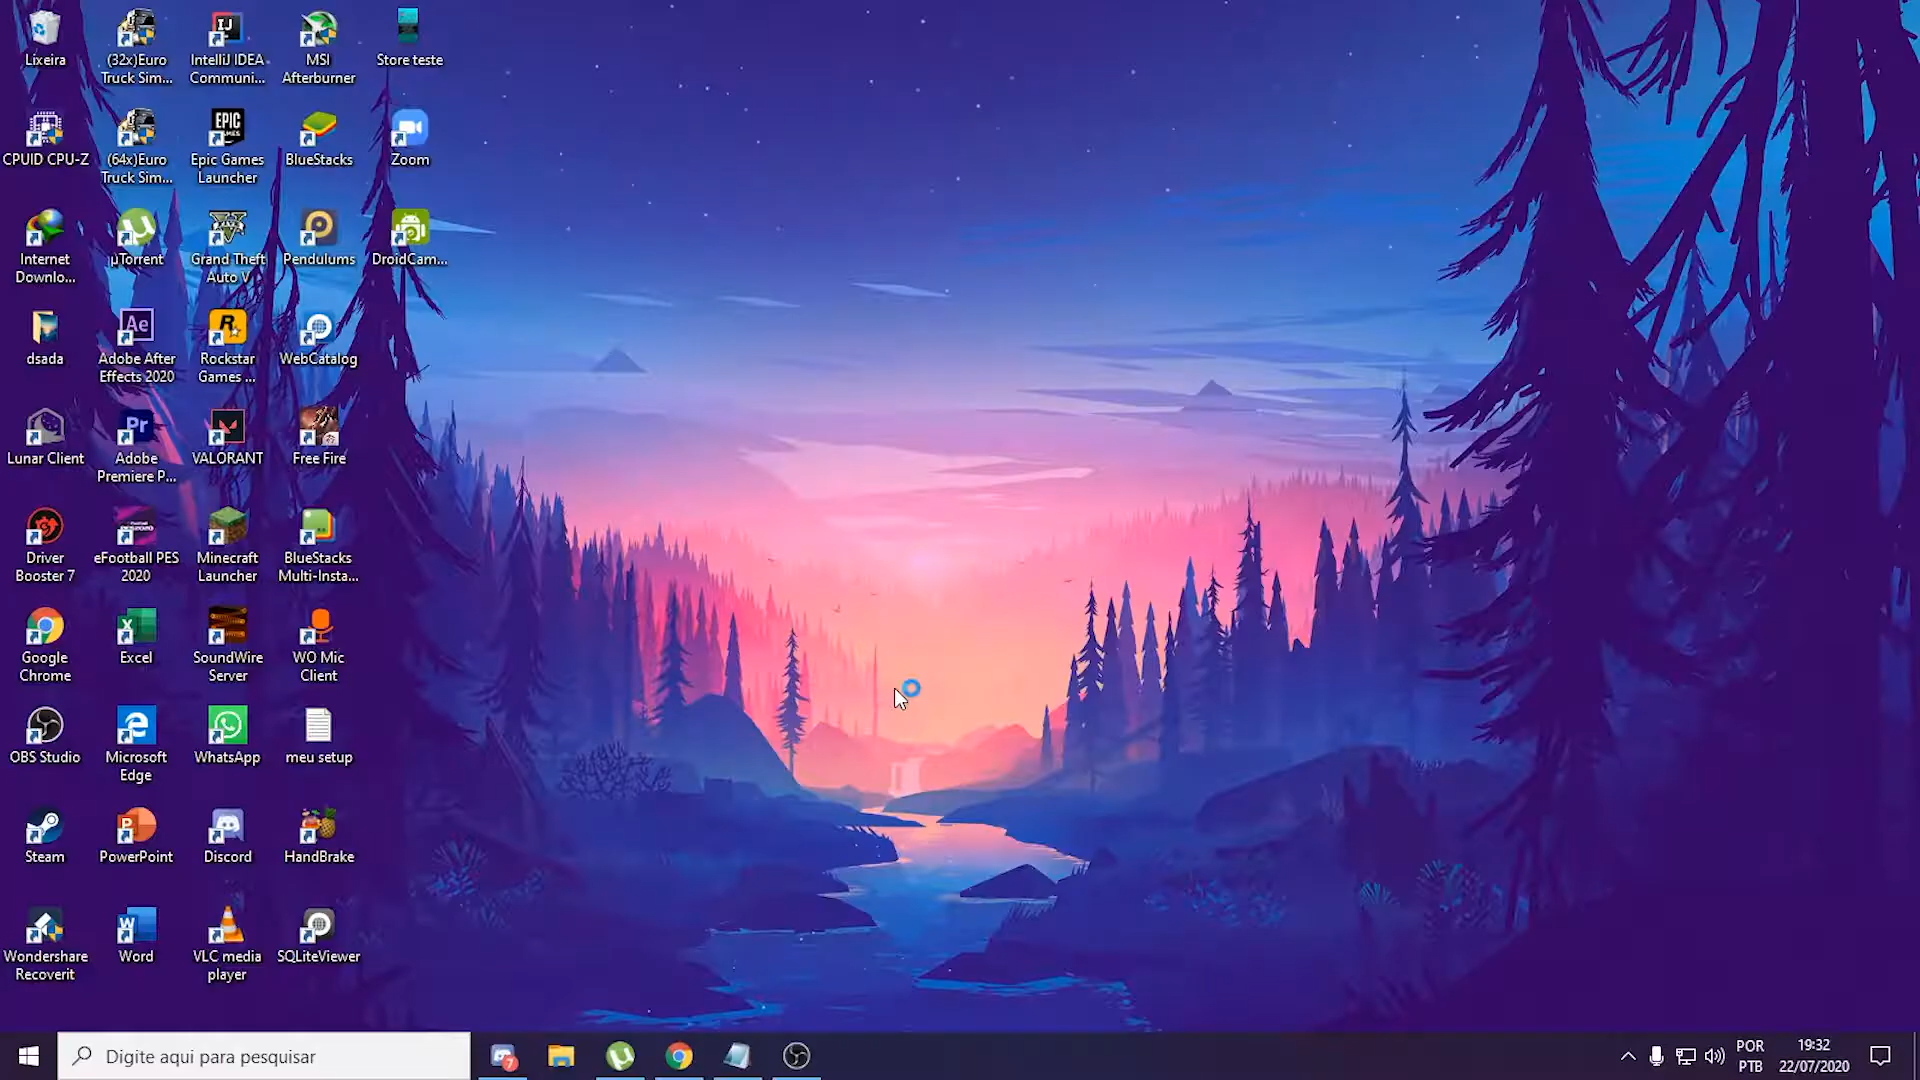 Lixeira
(32x)Euro
Truck Sim...
IntelliJ IDEA
Communi...
MSI
Afterburner
Store teste
CPUID CPU-Z
(64x)Euro
Truck Sim...
Epic Games
Launcher
BlueStacks
Zoom
Internet
Downlo...
µTorrent
Grand Theft
Auto V
Pendulums
DroidCam...
dsada
Adobe After
Effects 2020
Rockstar
Games ...
WebCatalog
Lunar Client
Adobe
Premiere P...
VALORANT
Free Fire
Driver
Booster 7
eFootball PES
2020
Minecraft
Launcher
BlueStacks
Multi-Insta...
Google
Chrome
Excel
SoundWire
Server
WO Mic
Client
OBS Studio
Microsoft
Edge
WhatsApp
meu setup
Steam
PowerPoint
Discord
HandBrake
Wondershare
Recoverit
Word
VLC media
player
SQLiteViewer
Digite aqui para pesquisar
7
POR
PTB
19:32
22/07/2020